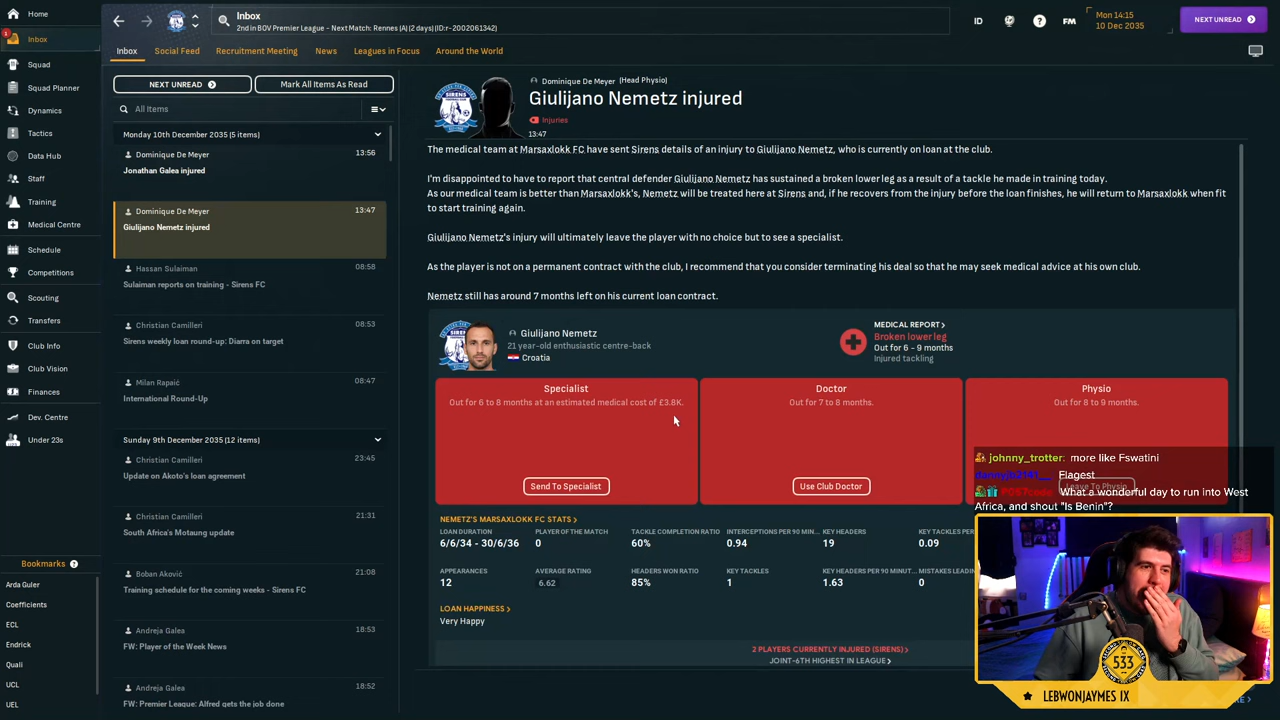 Home
1
Inbox
Squad
Squad Planner
Dynamics
Tactics
Data Hub
Staff
Training
Medical Centre
Schedule
Competitions
Scouting
Transfers
Club Info
Club Vision
Finances
Dev. Centre
Under 23s
Bookmarks ?
Arda Guler
Coefficients
ECL
Endrick
Quali
UCL
UEL
SIRENS
Inbox
2nd in BOV Premier League - Next Match: Rennes (A) (2 days) (ID:r-2002061342)
ID
?
FM
Mon 14:15
10 Dec 2035
NEXT UNREAD
Inbox
Social Feed
Recruitment Meeting
News
Leagues in Focus
Around the World
NEXT UNREAD
Mark All Items As Read
All Items
Monday 10th December 2035 (5 items)
Dominique De Meyer 13:56
Jonathan Galea injured
Dominique De Meyer 13:47
Giulijano Nemetz injured
Hassan Sulaiman 08:58
Sulaiman reports on training - Sirens FC
Christian Camilleri 08:53
Sirens weekly loan round-up: Diarra on target
Milan Rapaić 08:47
International Round-Up
Sunday 9th December 2035 (12 items)
Christian Camilleri 23:45
Update on Akoto's loan agreement
Christian Camilleri 21:31
South Africa's Motaung update
Boban Aković 21:08
Training schedule for the coming weeks - Sirens FC
Andreja Galea 18:53
FW: Player of the Week News
Andreja Galea 18:52
FW: Premier League: Alfred gets the job done
SIRENS
Dominique De Meyer (Head Physio)
Giulijano Nemetz injured
Injuries
13:47
The medical team at Marsaxlokk FC have sent Sirens details of an injury to Giulijano Nemetz, who is currently on loan at the club.
I'm disappointed to have to report that central defender Giulijano Nemetz has sustained a broken lower leg as a result of a tackle he made in training today.
As our medical team is better than Marsaxlokk's, Nemetz will be treated here at Sirens and, if he recovers from the injury before the loan finishes, he will return to Marsaxlokk when fit
to start training again.
Giulijano Nemetz's injury will ultimately leave the player with no choice but to see a specialist.
As the player is not on a permanent contract with the club, I recommend that you consider terminating his deal so that he may seek medical advice at his own club.
Nemetz still has around 7 months left on his current loan contract.
Giulijano Nemetz
21 year-old enthusiastic centre-back
Croatia
MEDICAL REPORT >
Broken lower leg
Out for 6 - 9 months
Injured tackling
Specialist
Out for 6 to 8 months at an estimated medical cost of £3.8K.
Send To Specialist
Doctor
Out for 7 to 8 months.
Use Club Doctor
Physio
Out for 8 to 9 months.
Leave To Physio
NEMETZ'S MARSAXLOKK FC STATS >
LOAN DURATION PLAYER OF THE MATCH TACKLE COMPLETION RATIO INTERCEPTIONS PER 90 MIN... KEY HEADERS KEY TACKLES PER
6/6/34 - 30/6/36 0 60% 0.94 19 0.09
APPEARANCES AVERAGE RATING HEADERS WON RATIO KEY TACKLES KEY HEADERS PER 90 MINUT... MISTAKES LEADIN
12 6.62 85% 1 1.63 0
LOAN HAPPINESS >
Very Happy
2 PLAYERS CURRENTLY INJURED (SIRENS) >
JOINT-6TH HIGHEST IN LEAGUE >
johnny_trotter: more like Fswatini
Flagest
What a wonderful day to run into West
Africa, and shout "Is Benin"?
533
LEBWONJAYMES IX